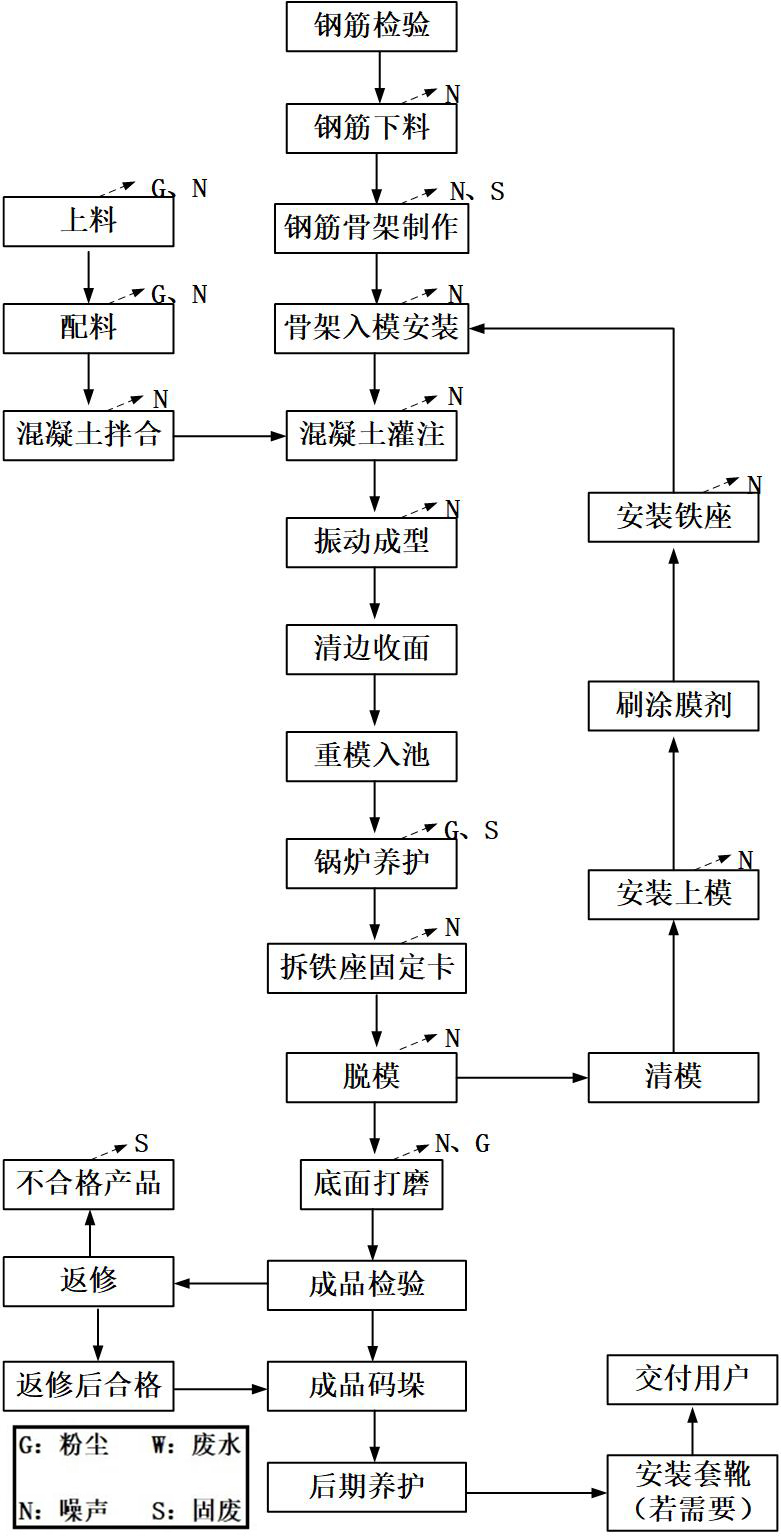 钢筋检验
N
钢筋下料
N、S
钢筋骨架制作
G、N
上料
G、N
配料
N
骨架入模安装
N
混凝土拌合
N
混凝土灌注
N
安装铁座
N
振动成型
清边收面
刷涂膜剂
重模入池
G、S
锅炉养护
N
安装上模
N
拆铁座固定卡
N
脱模
清模
S
不合格产品
N、G
底面打磨
返修
成品检验
返修后合格
成品码垛
交付用户
G：粉尘 W：废水
N：噪声 S：固废
后期养护
安装套靴
（若需要）